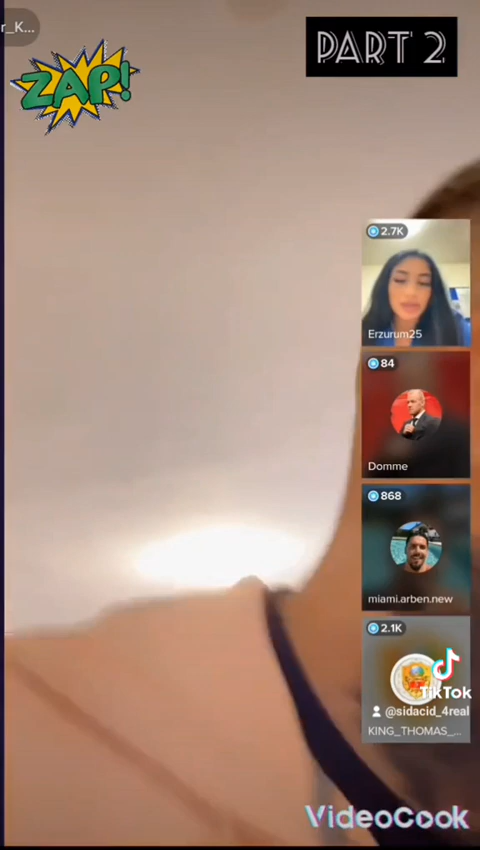 r_K...
PART 2
ZAP!
2.7K
Erzurum25
84
Domme
868
miami.arben.new
2.1K
TikTok
@sidacid_4real
KING_THOMAS_...
VideoCook